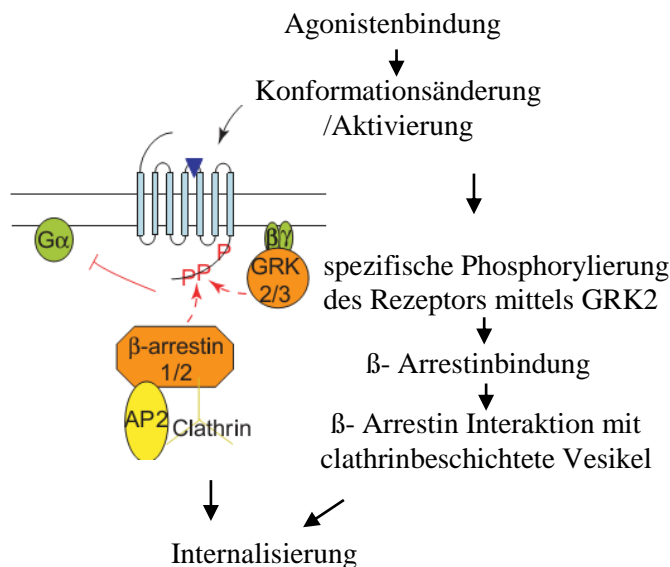 Agonistenbindung
Konformationsänderung
/Aktivierung
Gα
βγ
P
GRK
2/3
PP
spezifische Phosphorylierung
des Rezeptors mittels GRK2
β-arrestin
1/2
ß- Arrestinbindung
AP2
Clathrin
ß- Arrestin Interaktion mit
clathrinbeschichtete Vesikel
Internalisierung